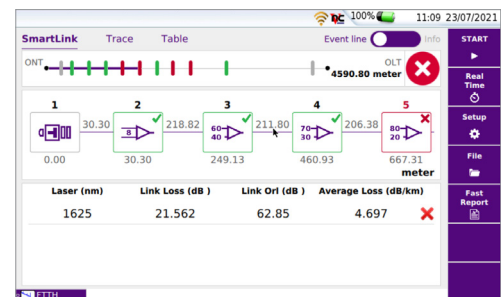 100% 11:09 23/07/2021
SmartLink Trace Table Event line Info START
ONT OLT
4590.80 meter
Real Time
1 2 3 4 5
30.30 218.82 211.80 206.38
8 60 40 70 30 80 20
Setup
0.00 30.30 249.13 460.93 667.31
meter
File
Laser (nm) Link Loss (dB ) Link Orl (dB ) Average Loss (dB/km)
1625 21.562 62.85 4.697
Fast Report
FTTH